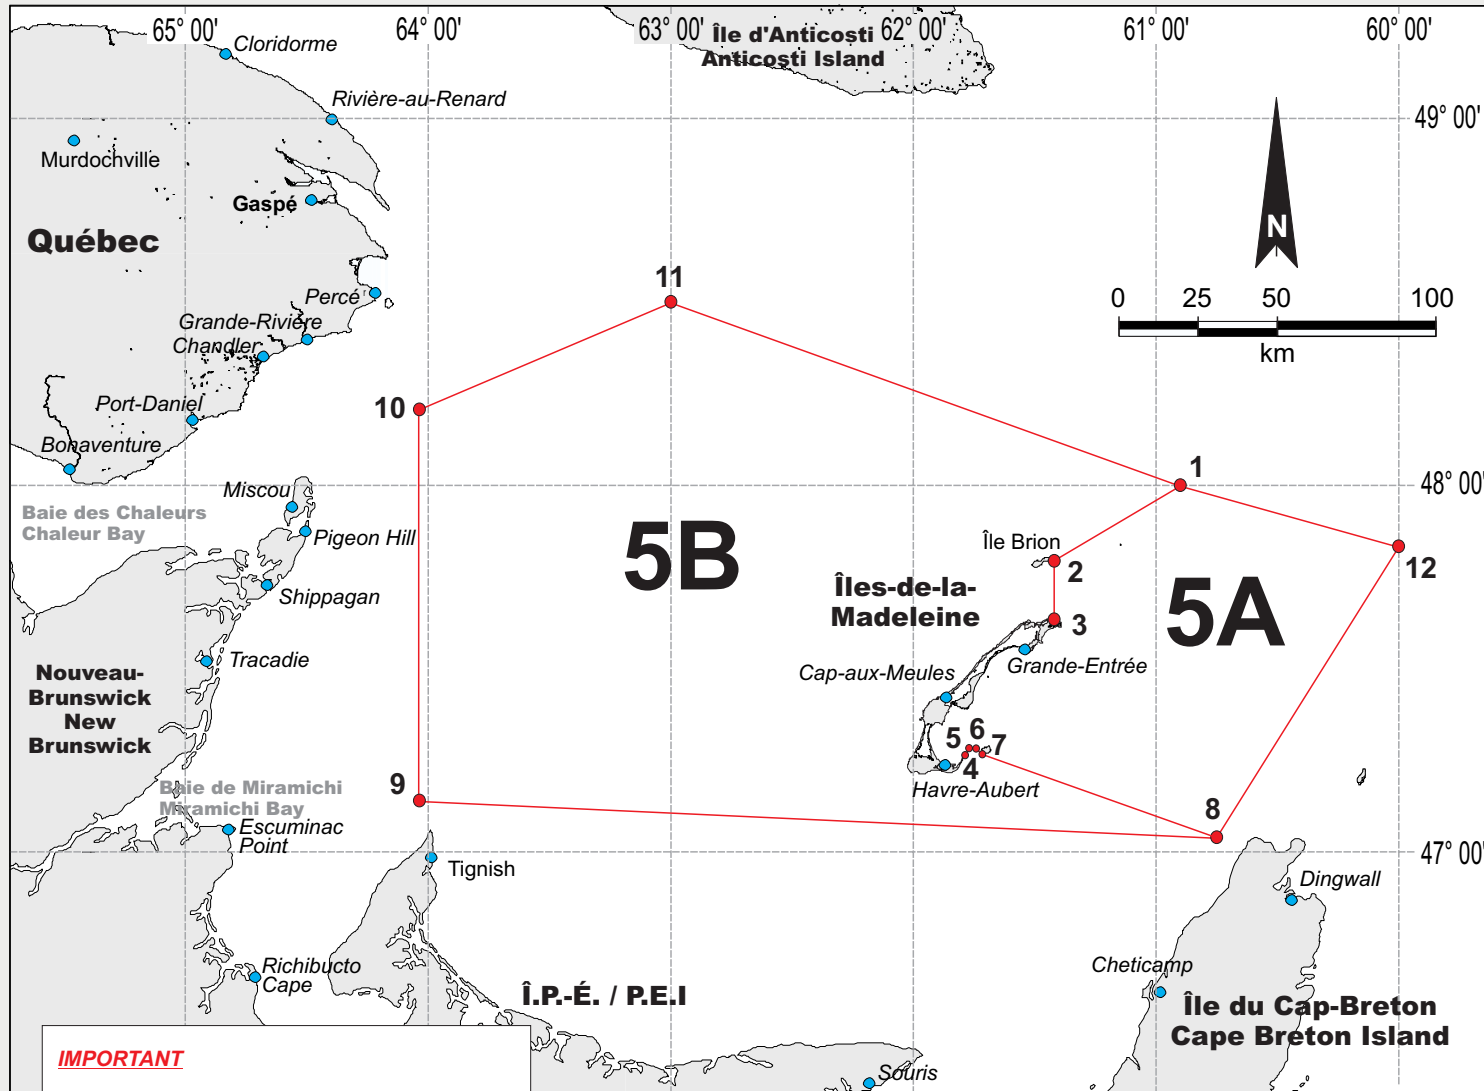 65° 00'
64° 00'
63° 00'
62° 00'
61° 00'
60° 00'
Cloridorme
Île d'Anticosti
Anticosti Island
Rivière-au-Renard
49° 00'
Murdochville
Gaspé
N
Québec
11
Percé
0 25 50 100
km
Grande-Rivière
Chandler
Port-Daniel
10
Bonaventure
1
48° 00'
Miscou
Baie des Chaleurs
Chaleur Bay
Pigeon Hill
5B
Île Brion
2
12
Shippagan
Îles-de-la-
Madeleine
3
5A
Tracadie
Grande-Entrée
Cap-aux-Meules
Nouveau-
Brunswick
New
Brunswick
5
6
7
4
Havre-Aubert
9
Baie de Miramichi
Miramichi Bay
8
Escuminac
Point
47° 00'
Tignish
Dingwall
Richibucto
Cape
Cheticamp
Î.P.-É. / P.E.I
Île du Cap-Breton
Cape Breton Island
IMPORTANT
Souris